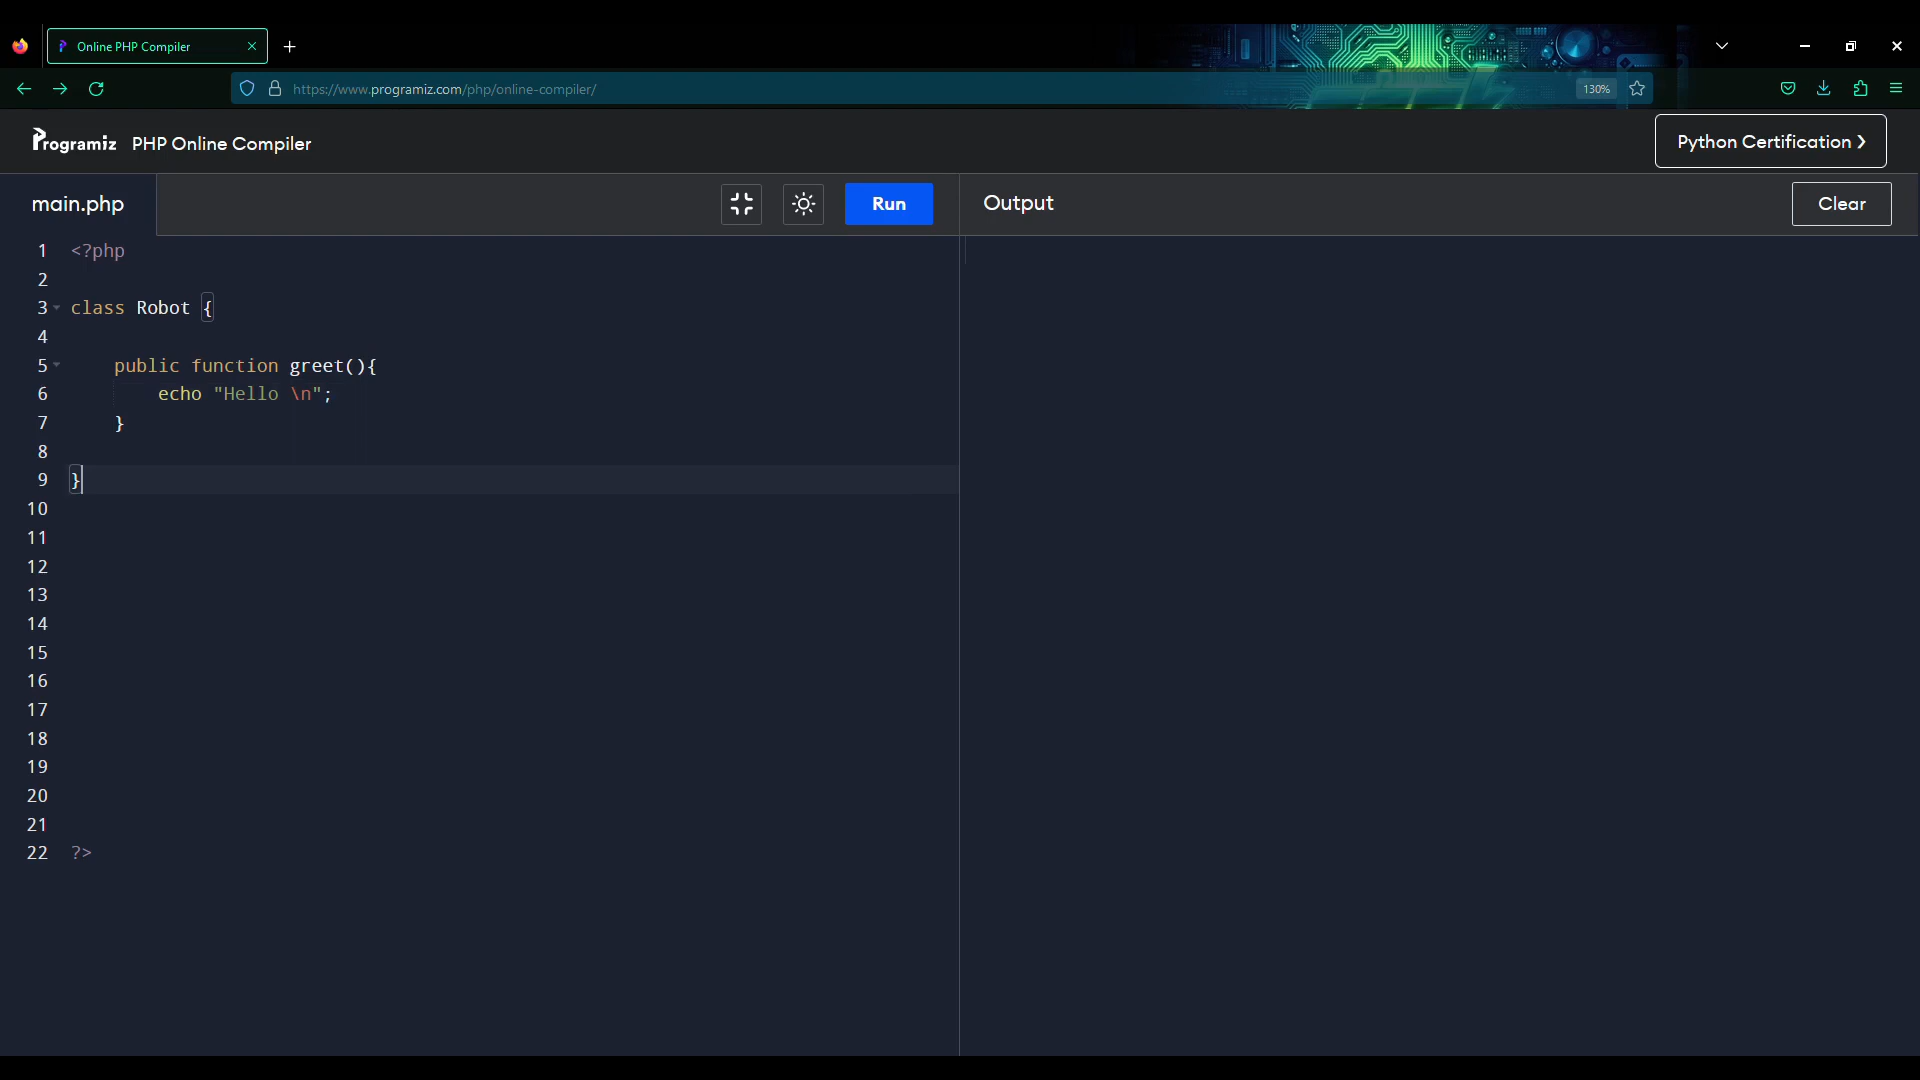 Online PHP Compiler
https://www.programiz.com/php/online-compiler/
130%
Programiz PHP Online Compiler
Python Certification ❯
main.php
Run
Output
Clear
1 <?php
2
3 class Robot {
4
5     public function greet(){
6         echo "Hello \n";
7     }
8
9 }
10
11
12
13
14
15
16
17
18
19
20
21
22 ?>